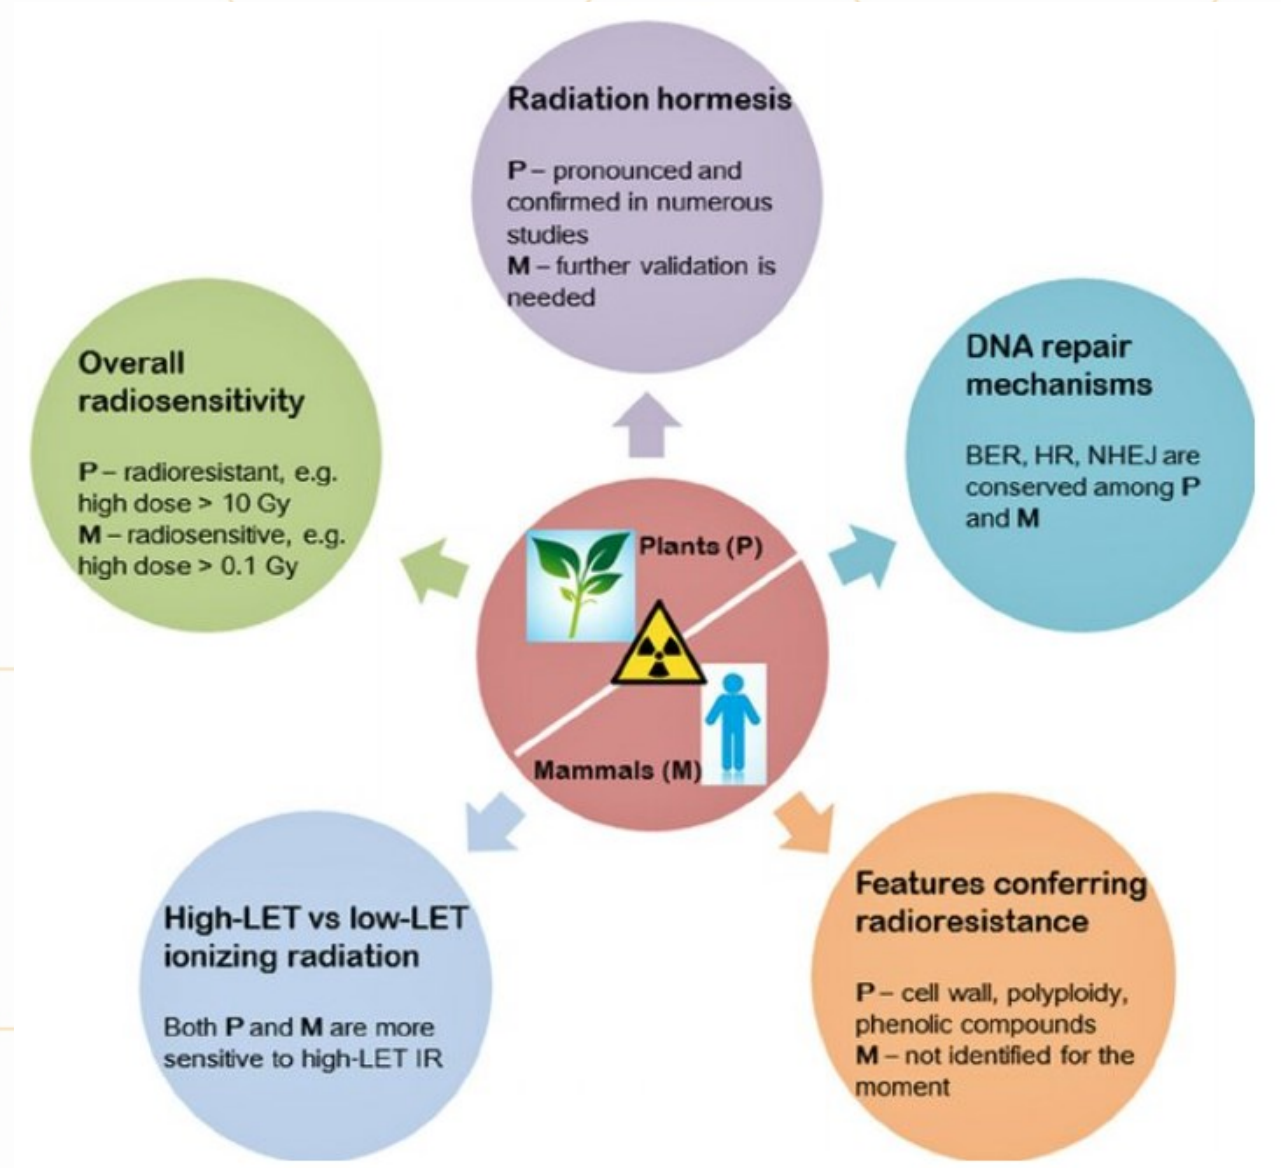 Radiation hormesis
P – pronounced and
confirmed in numerous
studies
M – further validation is
needed
Overall
radiosensitivity
P – radioresistant, e.g.
high dose > 10 Gy
M – radiosensitive, e.g.
high dose > 0.1 Gy
DNA repair
mechanisms
BER, HR, NHEJ are
conserved among P
and M
Plants (P)
Mammals (M)
High-LET vs low-LET
ionizing radiation
Both P and M are more
sensitive to high-LET IR
Features conferring
radioresistance
P – cell wall, polyploidy,
phenolic compounds
M – not identified for the
moment